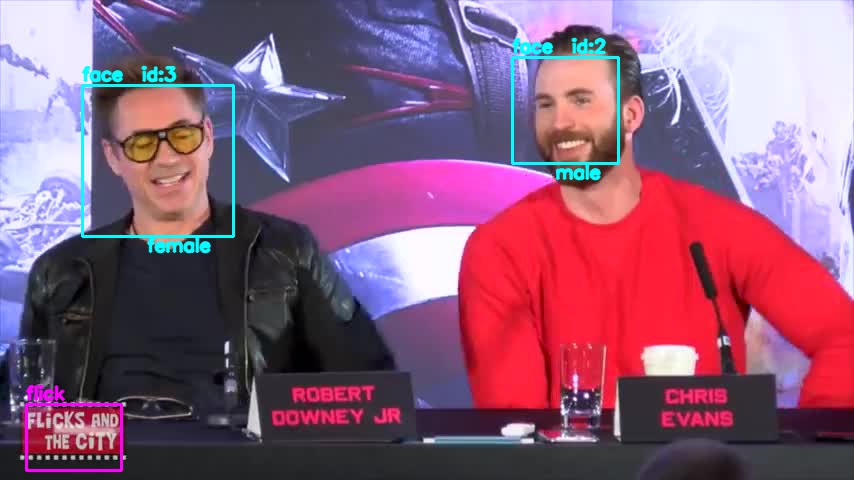 face id:2
face id:3
male
female
flick
FLICKS AND
THE CITY
ROBERT
DOWNEY JR
CHRIS
EVANS